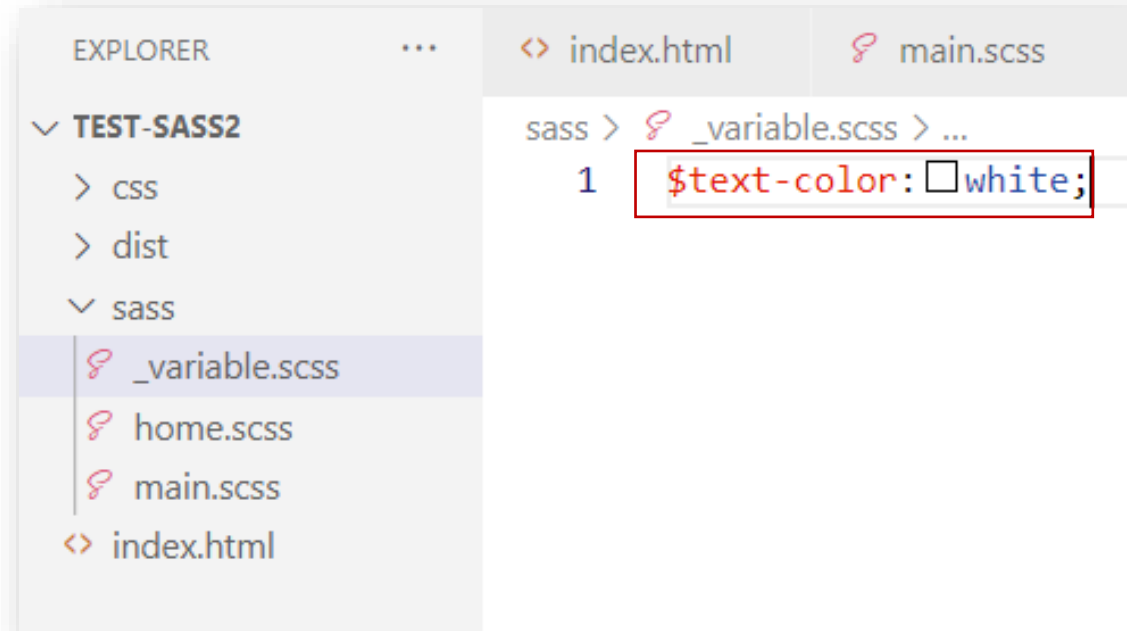 EXPLORER ...
TEST-SASS2
css
dist
sass
_variable.scss
home.scss
main.scss
index.html
index.html main.scss
sass > _variable.scss > ...
1 $text-color: white;